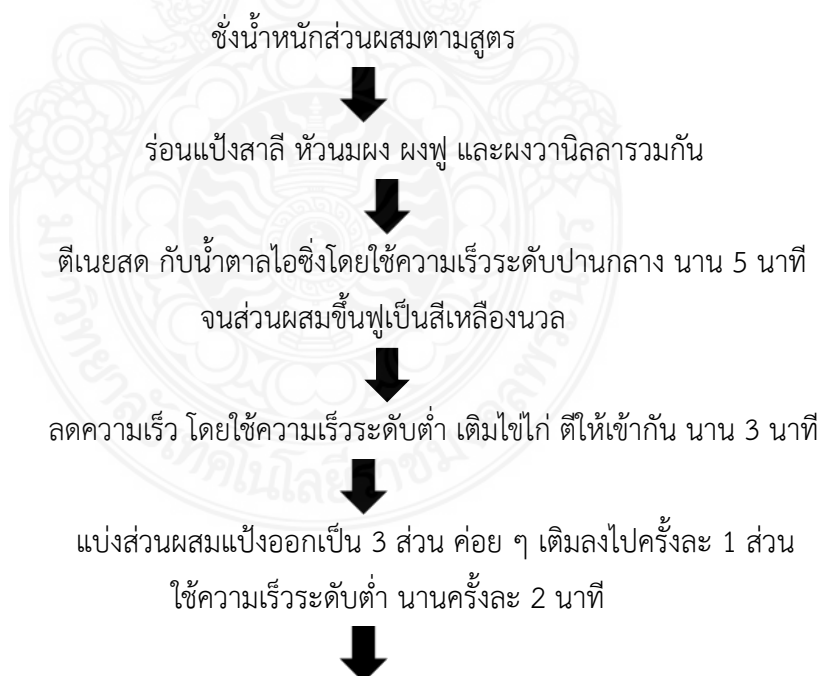 ชั่งน้ำหนักส่วนผสมตามสูตร
ร่อนแป้งสาลี หัวนมผง ผงฟู และผงวานิลลารวมกัน
ตีเนยสด กับน้ำตาลไอซิ่งโดยใช้ความเร็วระดับปานกลาง นาน 5 นาที
จนส่วนผสมขึ้นฟูเป็นสีเหลืองนวล
ลดความเร็ว โดยใช้ความเร็วระดับต่ำ เติมไข่ไก่ ตีให้เข้ากัน นาน 3 นาที
แบ่งส่วนผสมแป้งออกเป็น 3 ส่วน ค่อย ๆ เติมลงไปครั้งละ 1 ส่วน
ใช้ความเร็วระดับต่ำ นานครั้งละ 2 นาที